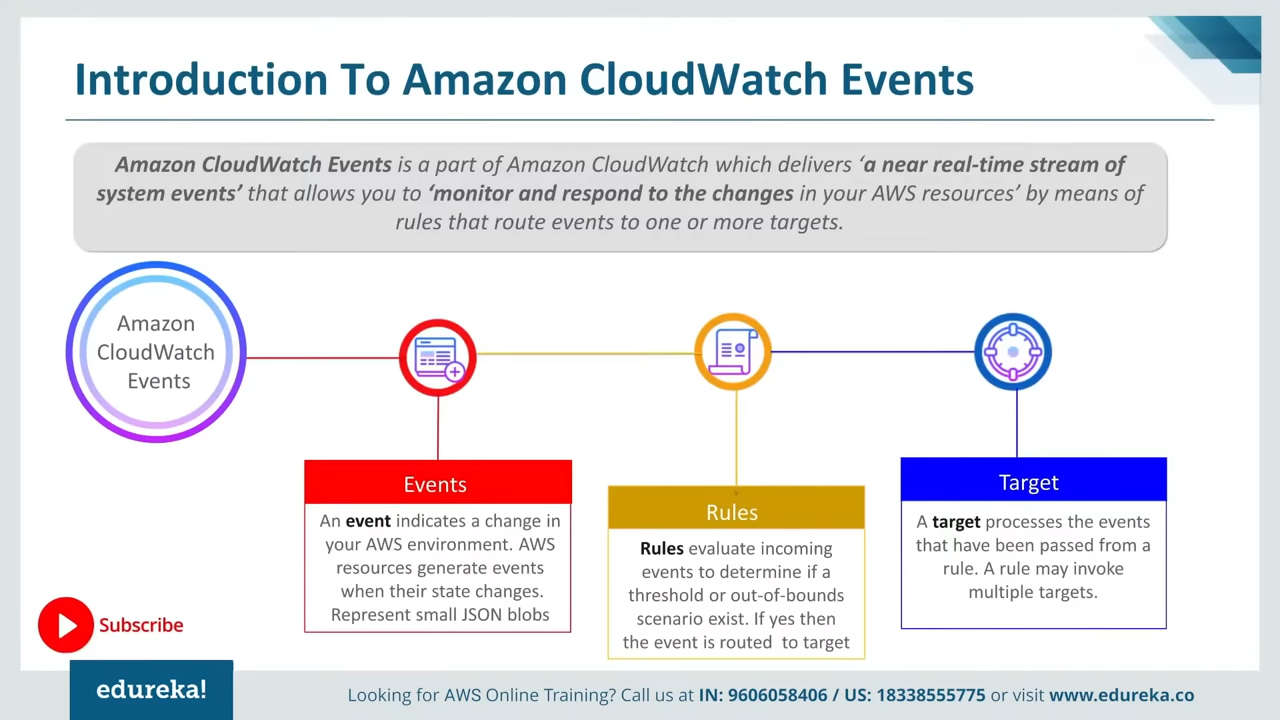 Introduction To Amazon CloudWatch Events
Amazon CloudWatch Events is a part of Amazon CloudWatch which delivers ‘a near real-time stream of
system events’ that allows you to ‘monitor and respond to the changes in your AWS resources’ by means of
rules that route events to one or more targets.
Amazon
CloudWatch
Events
Events
An event indicates a change in
your AWS environment. AWS
resources generate events
when their state changes.
Represent small JSON blobs
Rules
Rules evaluate incoming
events to determine if a
threshold or out-of-bounds
scenario exist. If yes then
the event is routed to target
Target
A target processes the events
that have been passed from a
rule. A rule may invoke
multiple targets.
Subscribe
edureka!
Looking for AWS Online Training? Call us at IN: 9606058406 / US: 18338555775 or visit www.edureka.co